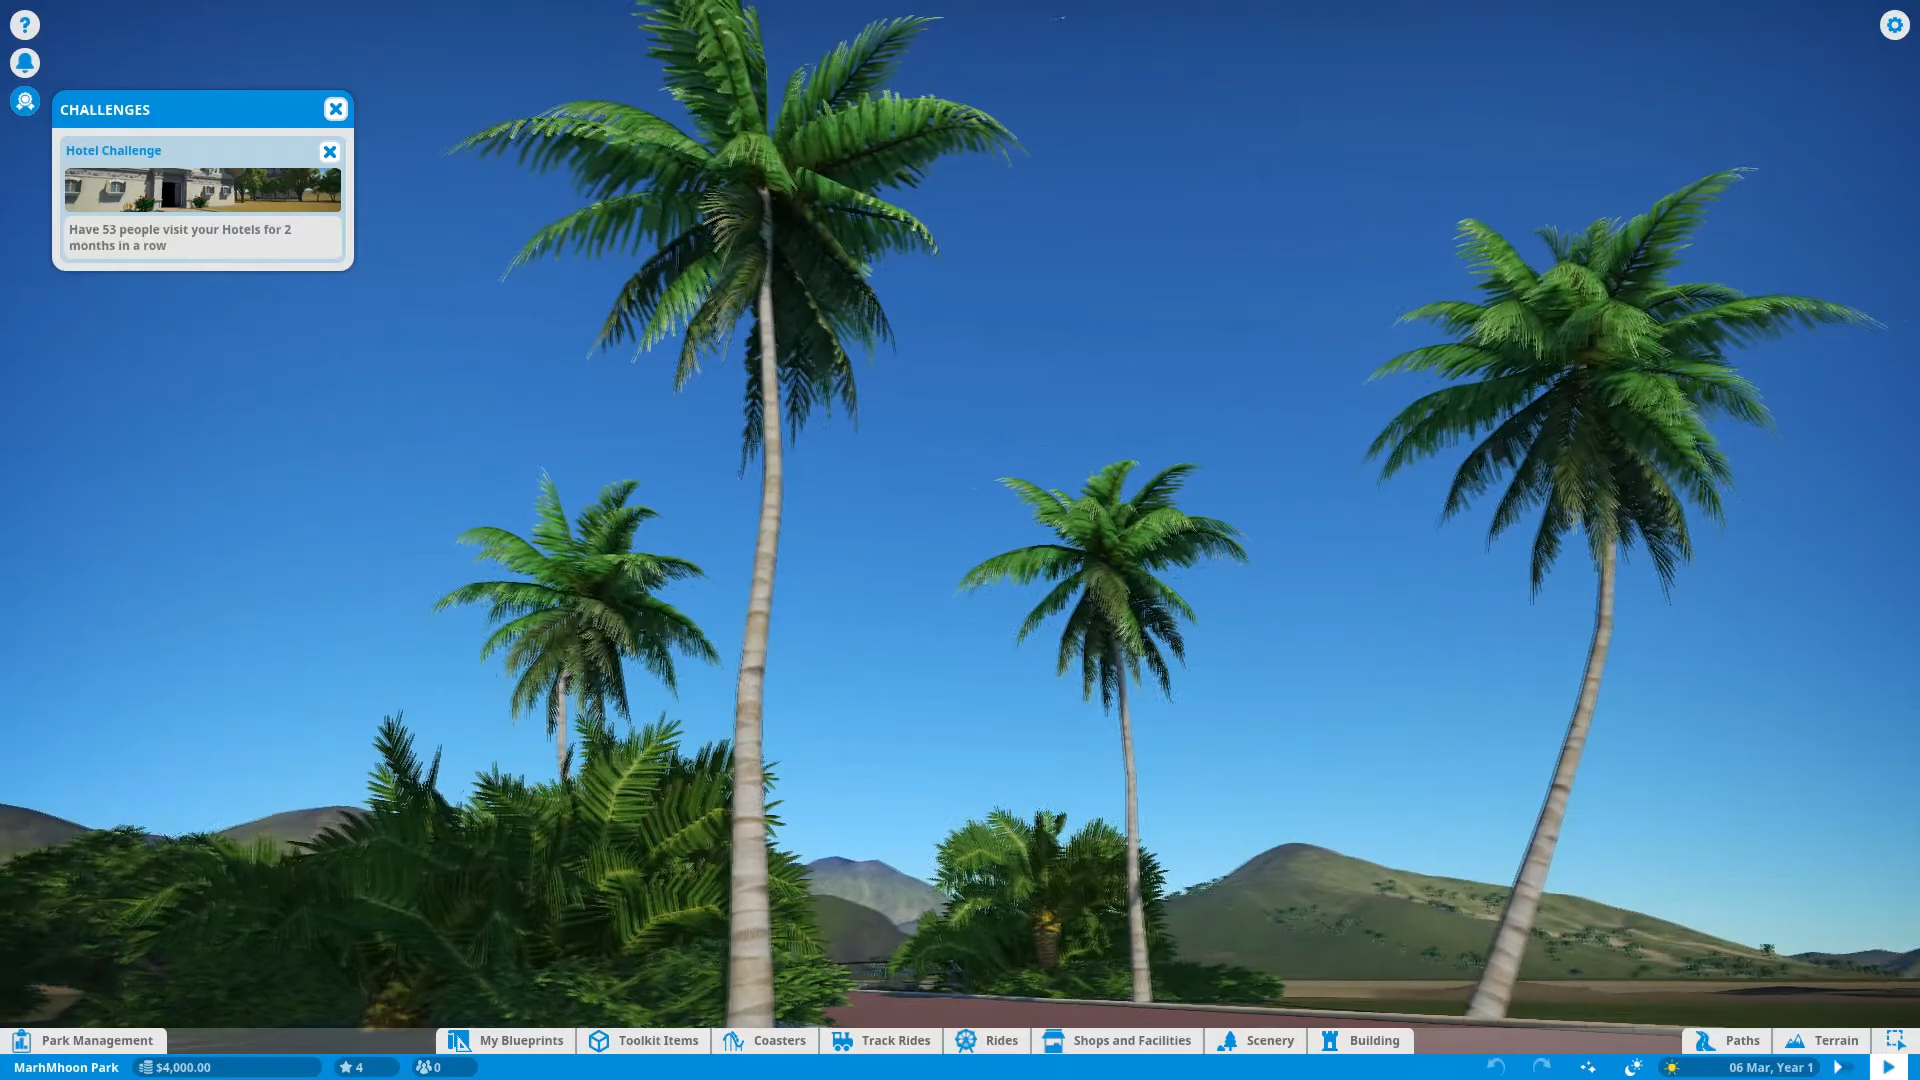 ?
CHALLENGES
Hotel Challenge
Have 53 people visit your Hotels for 2
months in a row
Park Management
My Blueprints
Toolkit Items
Coasters
Track Rides
Rides
Shops and Facilities
Scenery
Building
Paths
Terrain
MarhMhoon Park
$4,000.00
4
0
06 Mar, Year 1